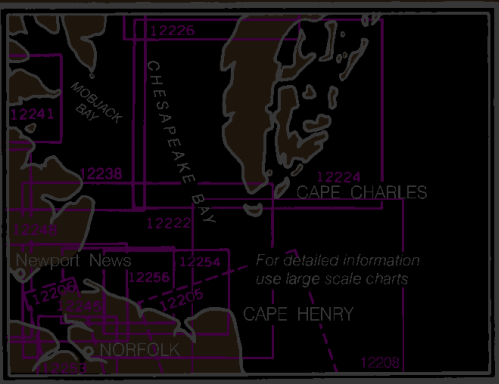 12226
CHESAPEAKE BAY
MOBJACK
BAY
12241
12238
12224
CAPE CHARLES
12222
Newport News
12254
For detailed information
use large scale charts
12256
12205
CAPE HENRY
NORFOLK
12208